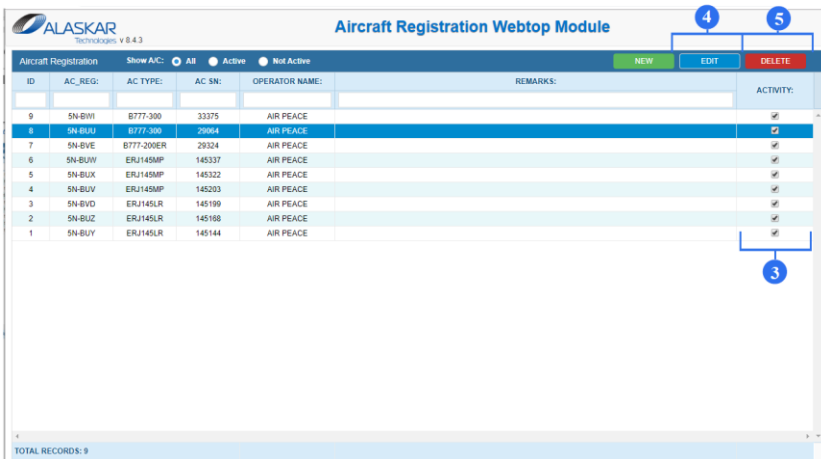 4 5
ALASKAR
Technologies v 8.4.3
Aircraft Registration Webtop Module
Aircraft Registration Show A/C: All Active Not Active NEW EDIT DELETE
ID AC_REG: AC TYPE: AC SN: OPERATOR NAME: REMARKS: ACTIVITY:
9 5N-BWI B777-300 33375 AIR PEACE
8 5N-BUU B777-300 29064 AIR PEACE
7 5N-BVE B777-200ER 29324 AIR PEACE
6 5N-BUW ERJ145MP 145337 AIR PEACE
5 5N-BUX ERJ145MP 145322 AIR PEACE
4 5N-BUV ERJ145MP 145203 AIR PEACE
3 5N-BVD ERJ145LR 145199 AIR PEACE
2 5N-BUZ ERJ145LR 145168 AIR PEACE
1 5N-BUY ERJ145LR 145144 AIR PEACE
3
TOTAL RECORDS: 9